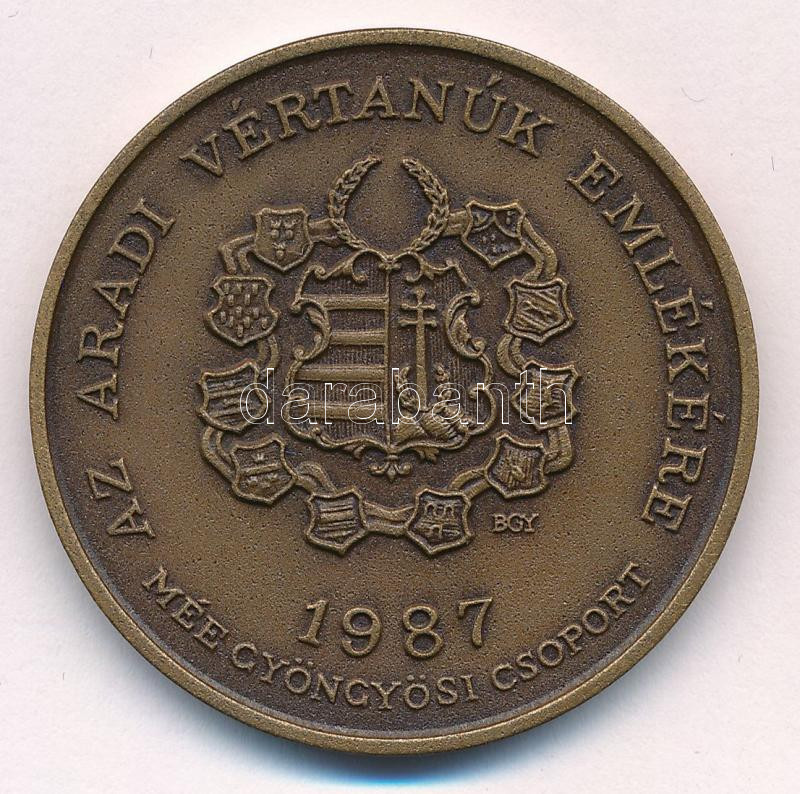 AZ ARADI VÉRTANÚK EMLÉKÉRE
BGY
1987
MÉE GYÖNGYÖSI CSOPORT
darabanth